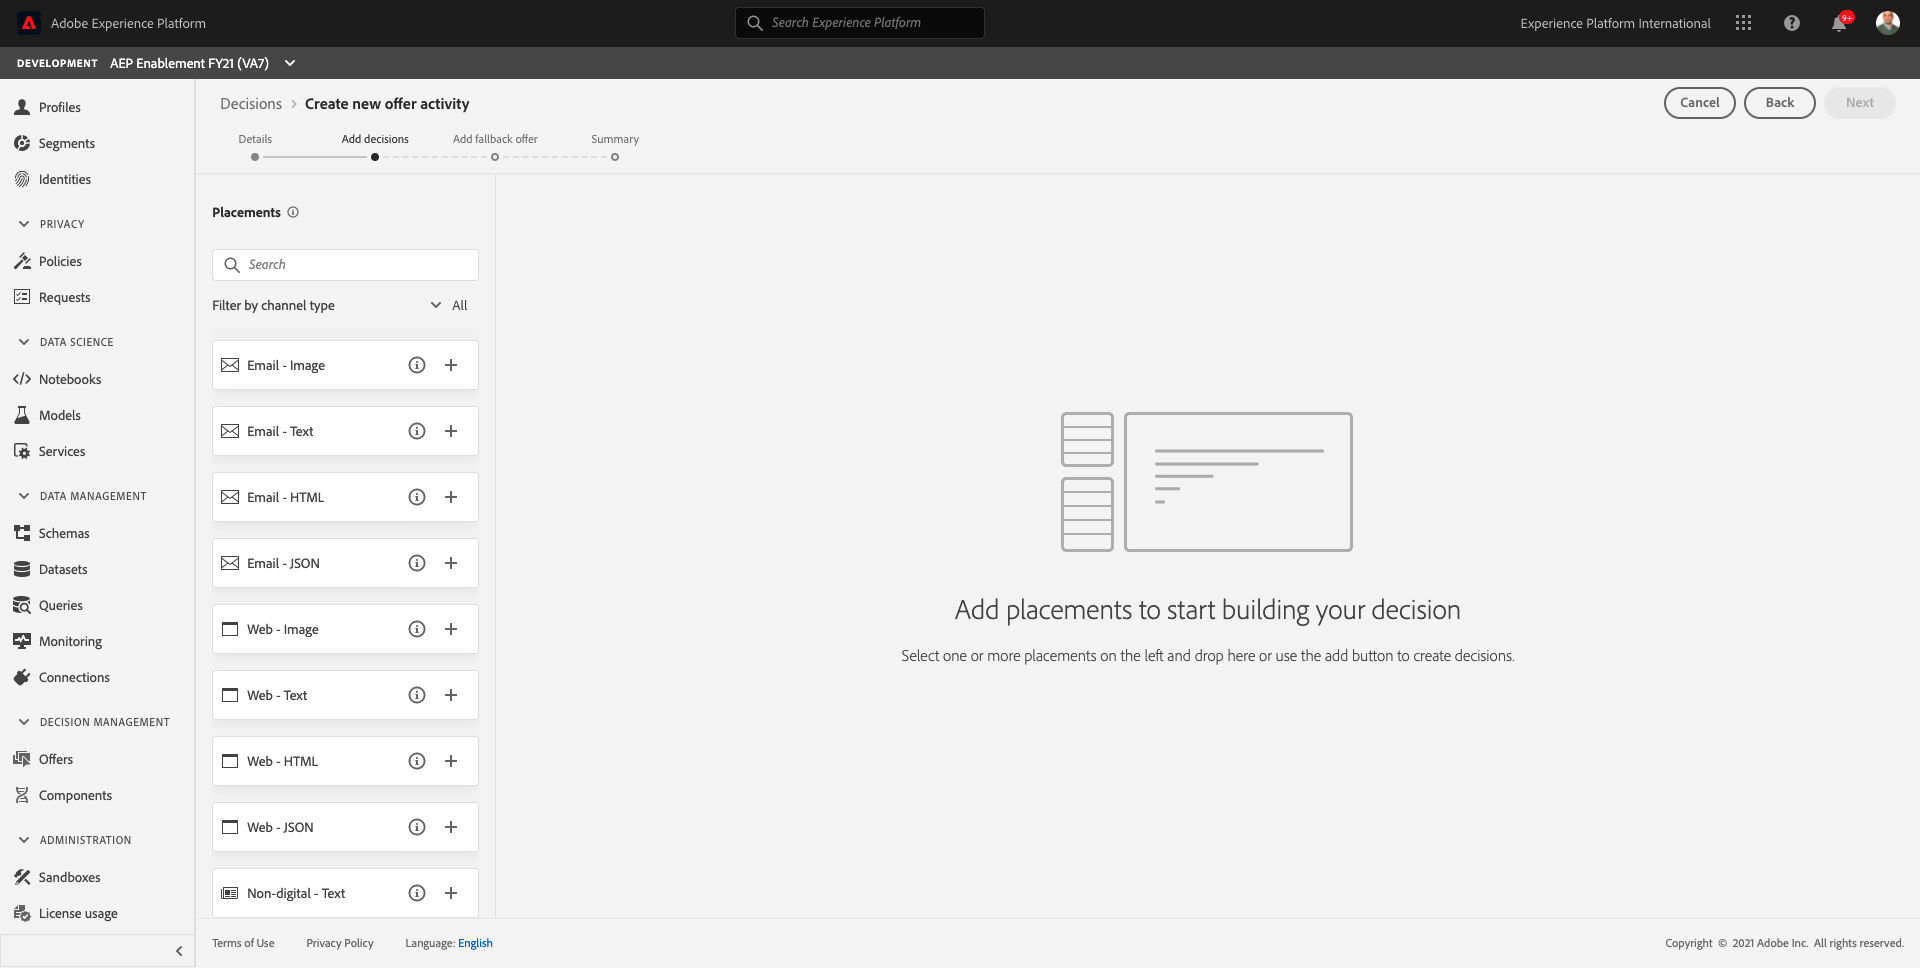 Adobe Experience Platform
Search Experience Platform
Experience Platform International
9+
DEVELOPMENT AEP Enablement FY21 (VA7)
Profiles
Segments
Identities
PRIVACY
Policies
Requests
DATA SCIENCE
Notebooks
Models
Services
DATA MANAGEMENT
Schemas
Datasets
Queries
Monitoring
Connections
DECISION MANAGEMENT
Offers
Components
ADMINISTRATION
Sandboxes
License usage
Decisions > Create new offer activity
Cancel
Back
Next
Details
Add decisions
Add fallback offer
Summary
Placements
Search
Filter by channel type
All
Email - Image
Email - Text
Email - HTML
Email - JSON
Web - Image
Web - Text
Web - HTML
Web - JSON
Non-digital - Text
Add placements to start building your decision
Select one or more placements on the left and drop here or use the add button to create decisions.
Terms of Use
Privacy Policy
Language: English
Copyright © 2021 Adobe Inc. All rights reserved.